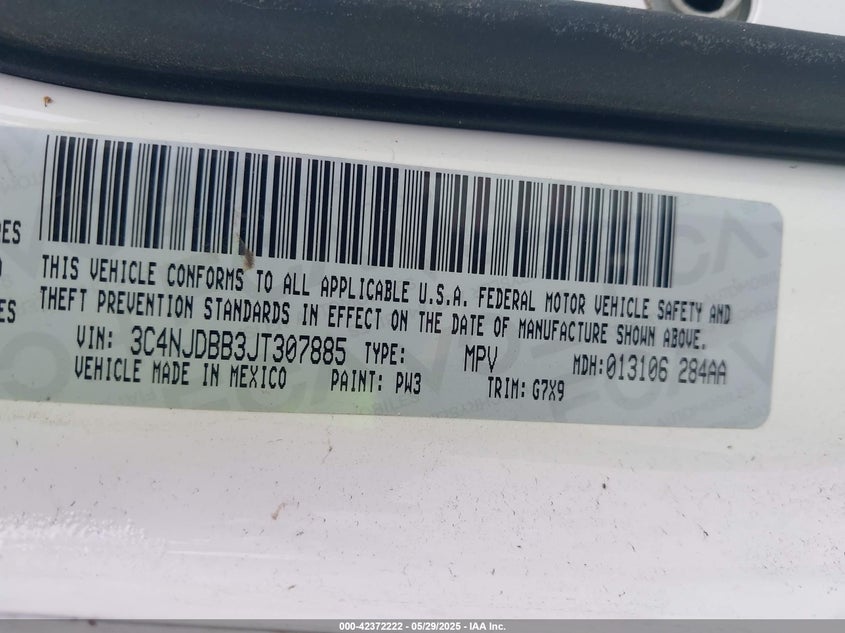 RES
THIS VEHICLE CONFORMS TO ALL APPLICABLE U.S.A. FEDERAL MOTOR VEHICLE SAFETY AND
ES
THEFT PREVENTION STANDARDS IN EFFECT ON THE DATE OF MANUFACTURE SHOWN ABOVE.
VIN: 3C4NJDBB3JT307885 TYPE: MPV MDH:013106 284AA
VEHICLE MADE IN MEXICO PAINT: PW3 TRIM: G7X9
000-42372222 - 05/29/2025 - IAA Inc.